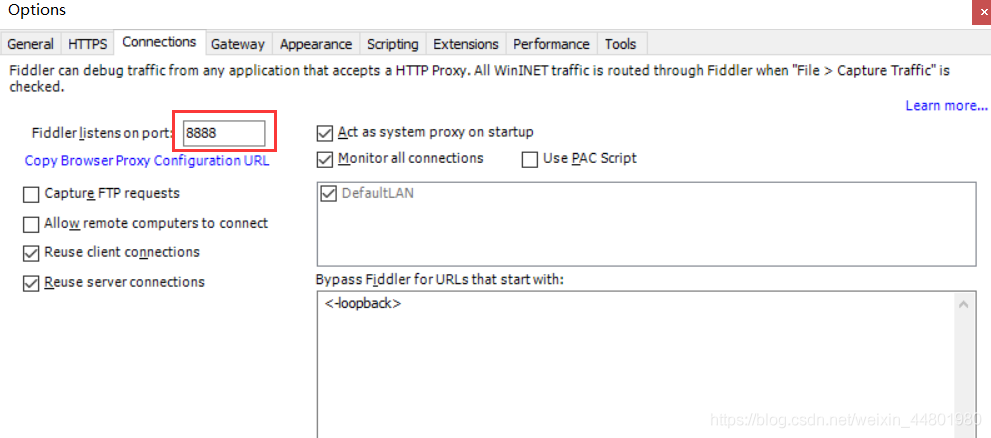 Options
General HTTPS Connections Gateway Appearance Scripting Extensions Performance Tools
Fiddler can debug traffic from any application that accepts a HTTP Proxy. All WinINET traffic is routed through Fiddler when "File > Capture Traffic" is
checked.
Learn more...
Fiddler listens on port: 8888
Copy Browser Proxy Configuration URL
Capture FTP requests
Allow remote computers to connect
Reuse client connections
Reuse server connections
Act as system proxy on startup
Monitor all connections Use PAC Script
DefaultLAN
Bypass Fiddler for URLs that start with:
<-loopback>
https://blog.csdn.net/weixin_44801980